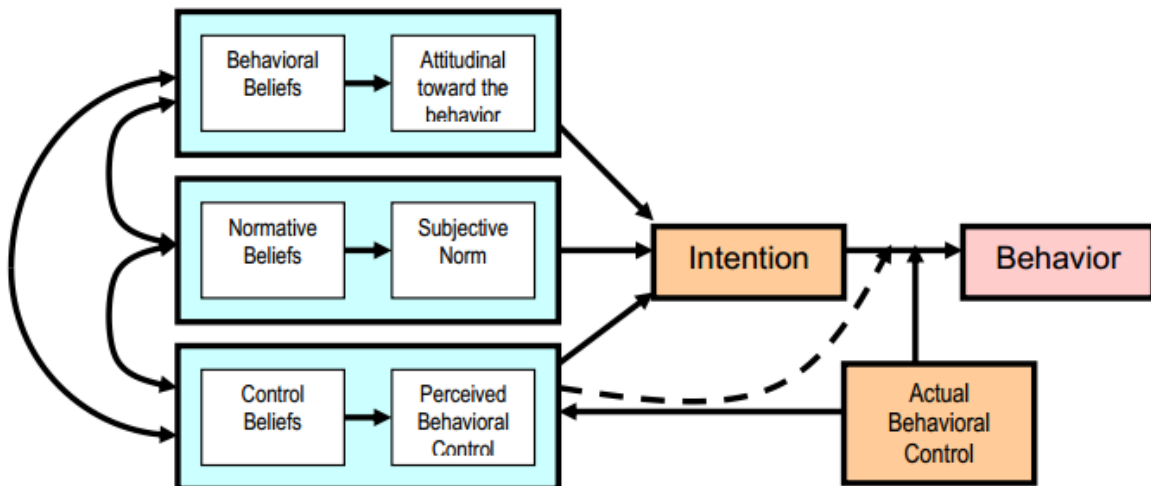 Behavioral
Beliefs
Attitudinal
toward the
behavior
Normative
Beliefs
Subjective
Norm
Intention
Behavior
Control
Beliefs
Perceived
Behavioral
Control
Actual
Behavioral
Control